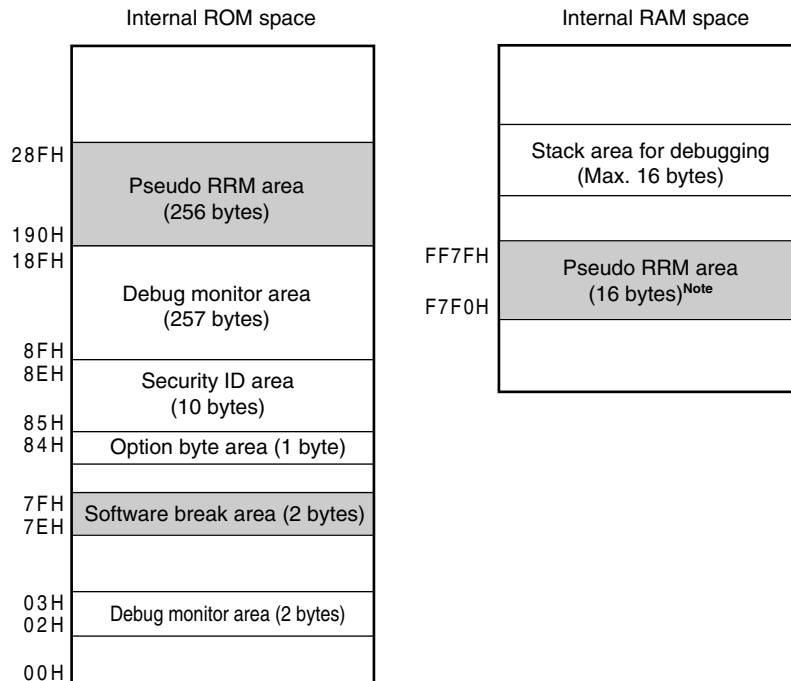 Internal ROM space
28FH
Pseudo RRM area
(256 bytes)
190H
18FH
Debug monitor area
(257 bytes)
8FH
8EH
Security ID area
(10 bytes)
85H
84H
Option byte area (1 byte)
7FH
Software break area (2 bytes)
7EH
03H
Debug monitor area (2 bytes)
02H
00H
Internal RAM space
Stack area for debugging
(Max. 16 bytes)
FF7FH
Pseudo RRM area
(16 bytes)Note
F7F0H